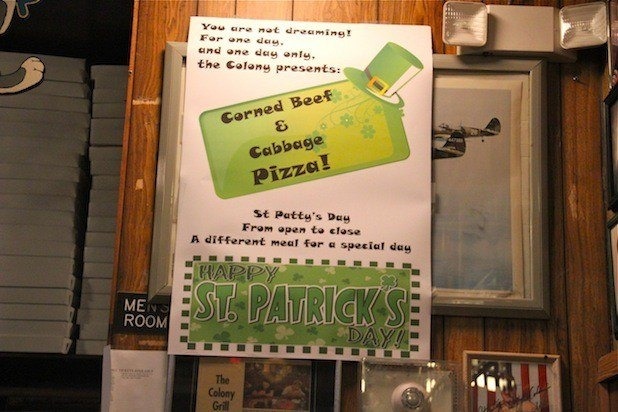 You are not dreaming!
For one day,
and one day only,
the Colony presents:
Corned Beef
&
Cabbage
Pizza!
St Patty's Day
From open to close
A different meal for a special day
HAPPY
ST. PATRICK'S
DAY!
MEN'S
ROOM
The
Colony
Grill